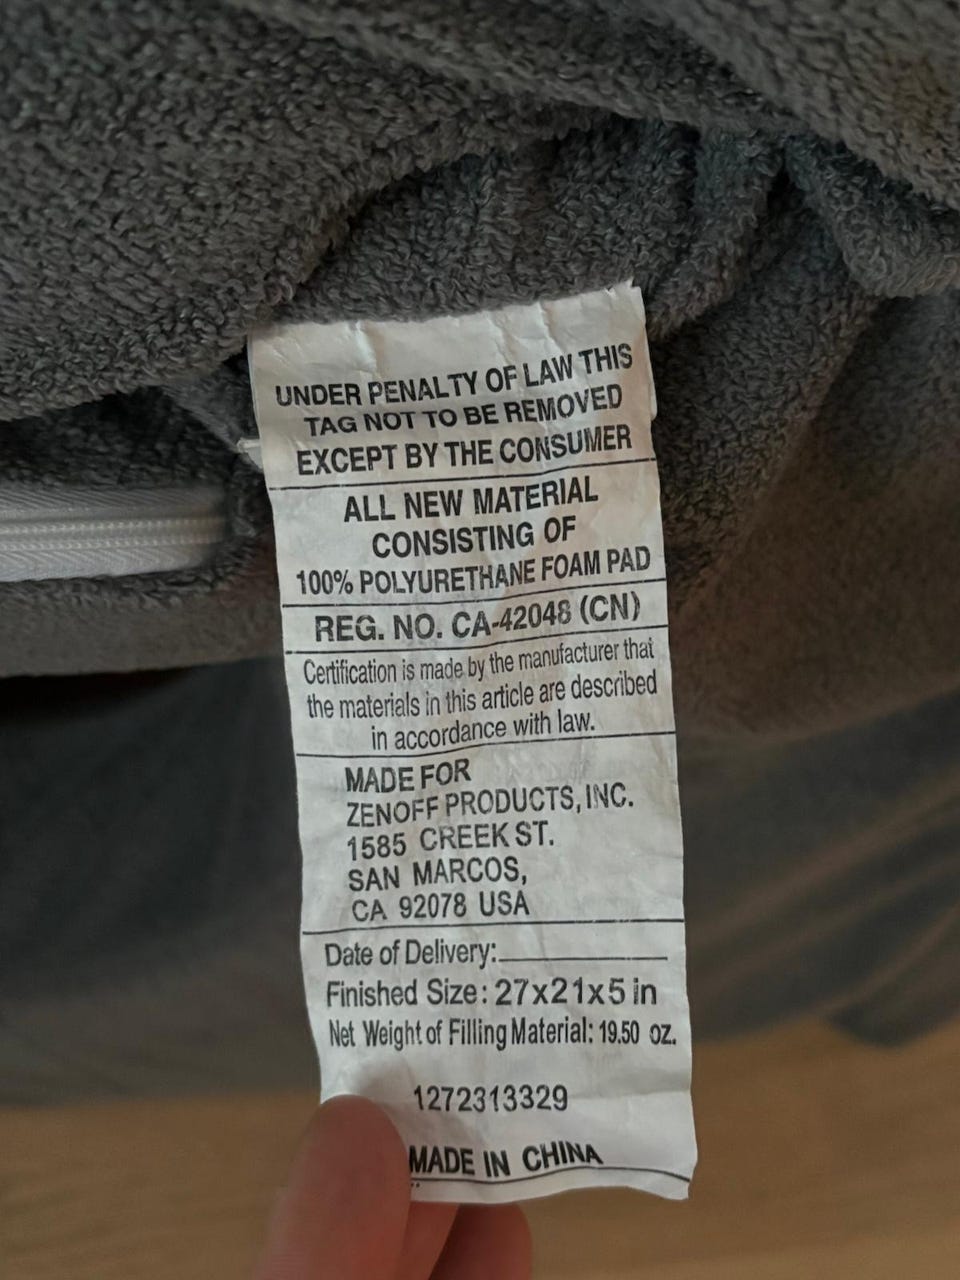 UNDER PENALTY OF LAW THIS
TAG NOT TO BE REMOVED
EXCEPT BY THE CONSUMER
ALL NEW MATERIAL
CONSISTING OF
100% POLYURETHANE FOAM PAD
REG. NO. CA-42048 (CN)
Certification is made by the manufacturer that
the materials in this article are described
in accordance with law.
MADE FOR
ZENOFF PRODUCTS, INC.
1585 CREEK ST.
SAN MARCOS,
CA 92078 USA
Date of Delivery:
Finished Size: 27x21x5 in
Net Weight of Filling Material: 19.50 oz.
1272313329
MADE IN CHINA